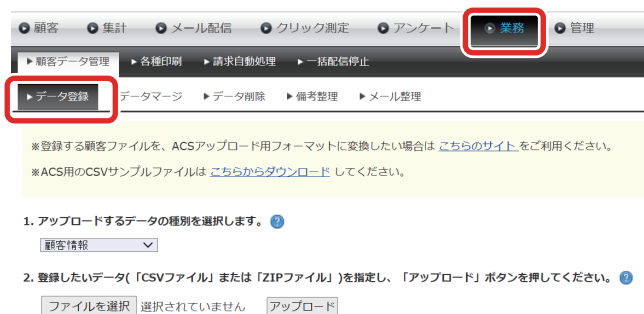 顧客 集計 メール配信 クリック測定 アンケート 業務 管理
顧客データ管理 各種印刷 請求自動処理 一括配信停止
データ登録 データマージ データ削除 備考整理 メール整理
※登録する顧客ファイルを、ACSアップロード用フォーマットに変換したい場合は こちらのサイト をご利用ください。
※ACS用のCSVサンプルファイルは こちらからダウンロード してください。
1. アップロードするデータの種別を選択します。 ?
顧客情報
2. 登録したいデータ(「CSVファイル」または「ZIPファイル」)を指定し、「アップロード」ボタンを押してください。 ?
ファイルを選択 選択されていません アップロード